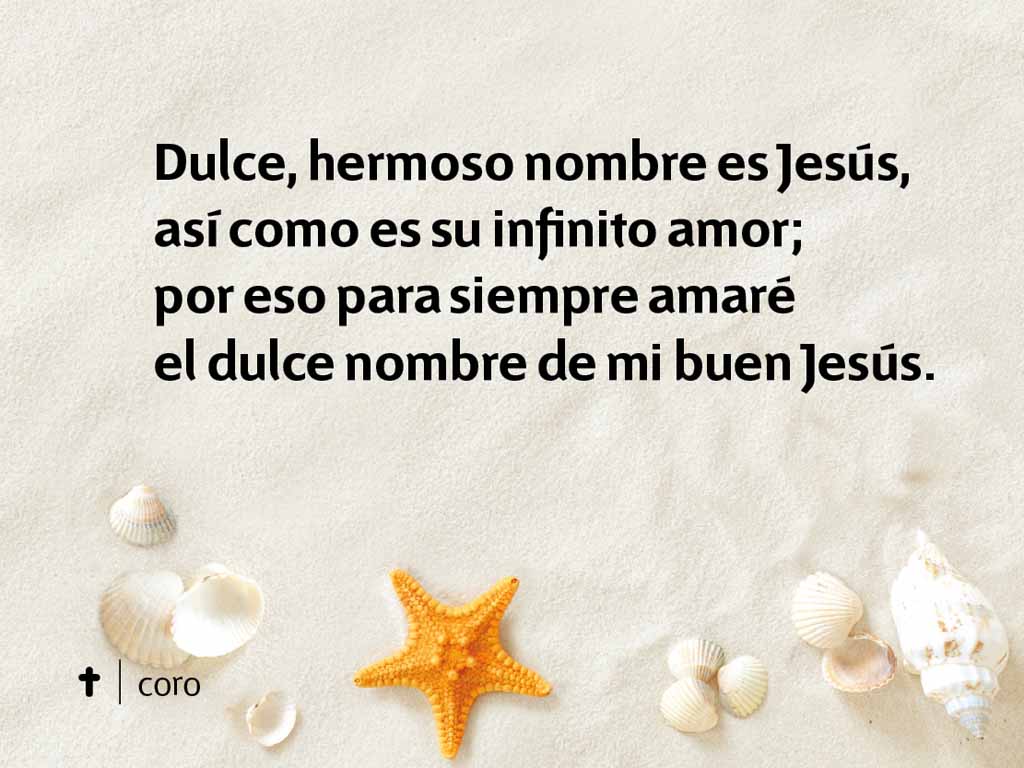 Dulce, hermoso nombre es Jesús,
así como es su infinito amor;
por eso para siempre amaré
el dulce nombre de mi buen Jesús.
coro